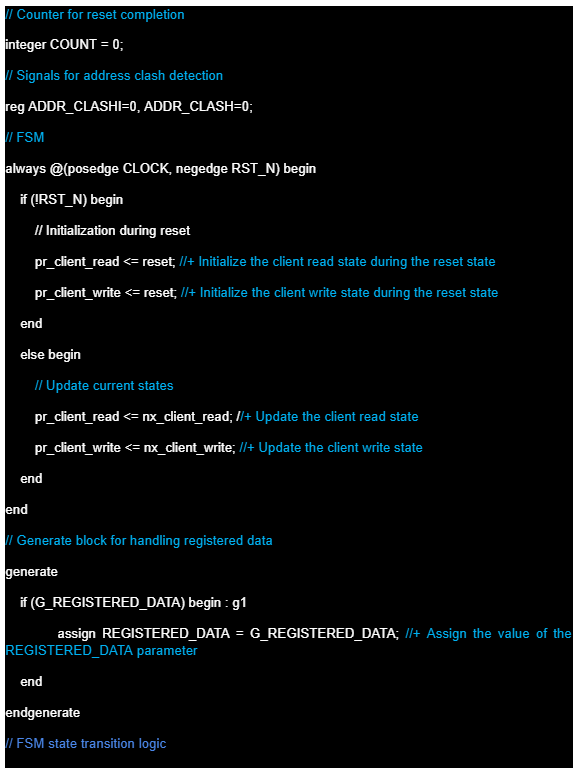 // Counter for reset completion
integer COUNT = 0;
// Signals for address clash detection
reg ADDR_CLASHI=0, ADDR_CLASH=0;
// FSM
always @(posedge CLOCK, negedge RST_N) begin
if (!RST_N) begin
// Initialization during reset
pr_client_read <= reset; //+ Initialize the client read state during the reset state
pr_client_write <= reset; //+ Initialize the client write state during the reset state
end
else begin
// Update current states
pr_client_read <= nx_client_read; //+ Update the client read state
pr_client_write <= nx_client_write; //+ Update the client write state
end
end
// Generate block for handling registered data
generate
if (G_REGISTERED_DATA) begin : g1
assign REGISTERED_DATA = G_REGISTERED_DATA; //+ Assign the value of the
REGISTERED_DATA parameter
end
endgenerate
// FSM state transition logic